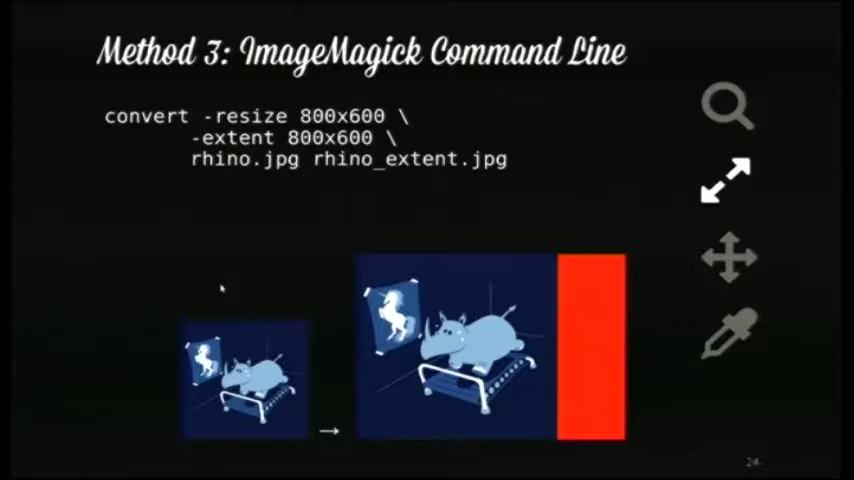 Method 3: ImageMagick Command Line
convert -resize 800x600 \
-extent 800x600 \
rhino.jpg rhino_extent.jpg
→
24